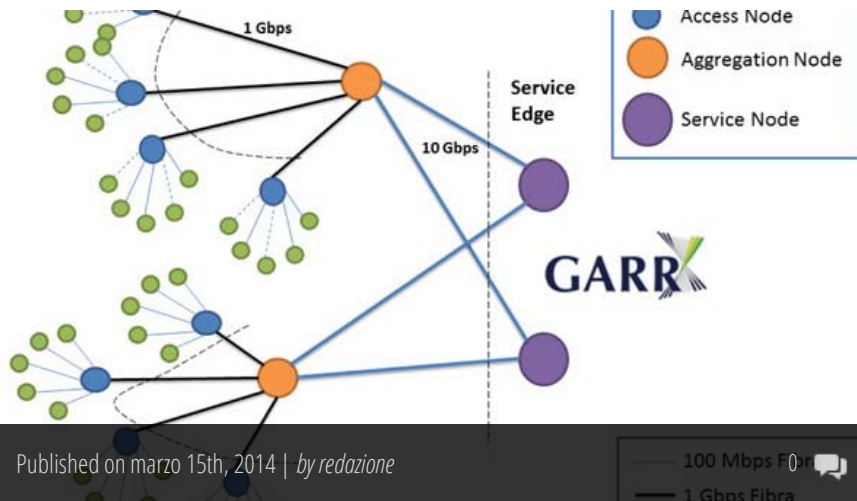 1 Gbps
Access Node
Aggregation Node
Service
Edge
Service Node
10 Gbps
GARR
Published on marzo 15th, 2014 | by redazione
0
100 Mbps Fibra
1 Gbps Fibra